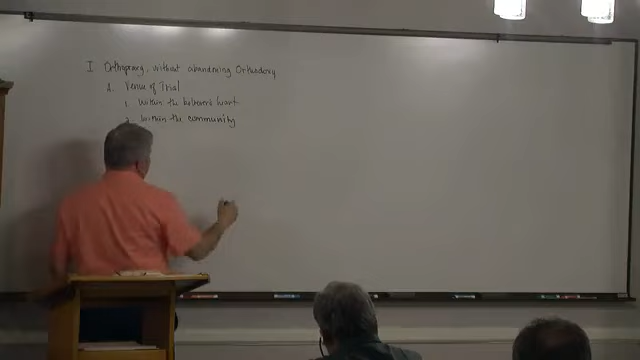 I Orthopraxy without abandoning Orthodoxy
A. Venue of Trial
1. Within the believer's heart
2. Within the community